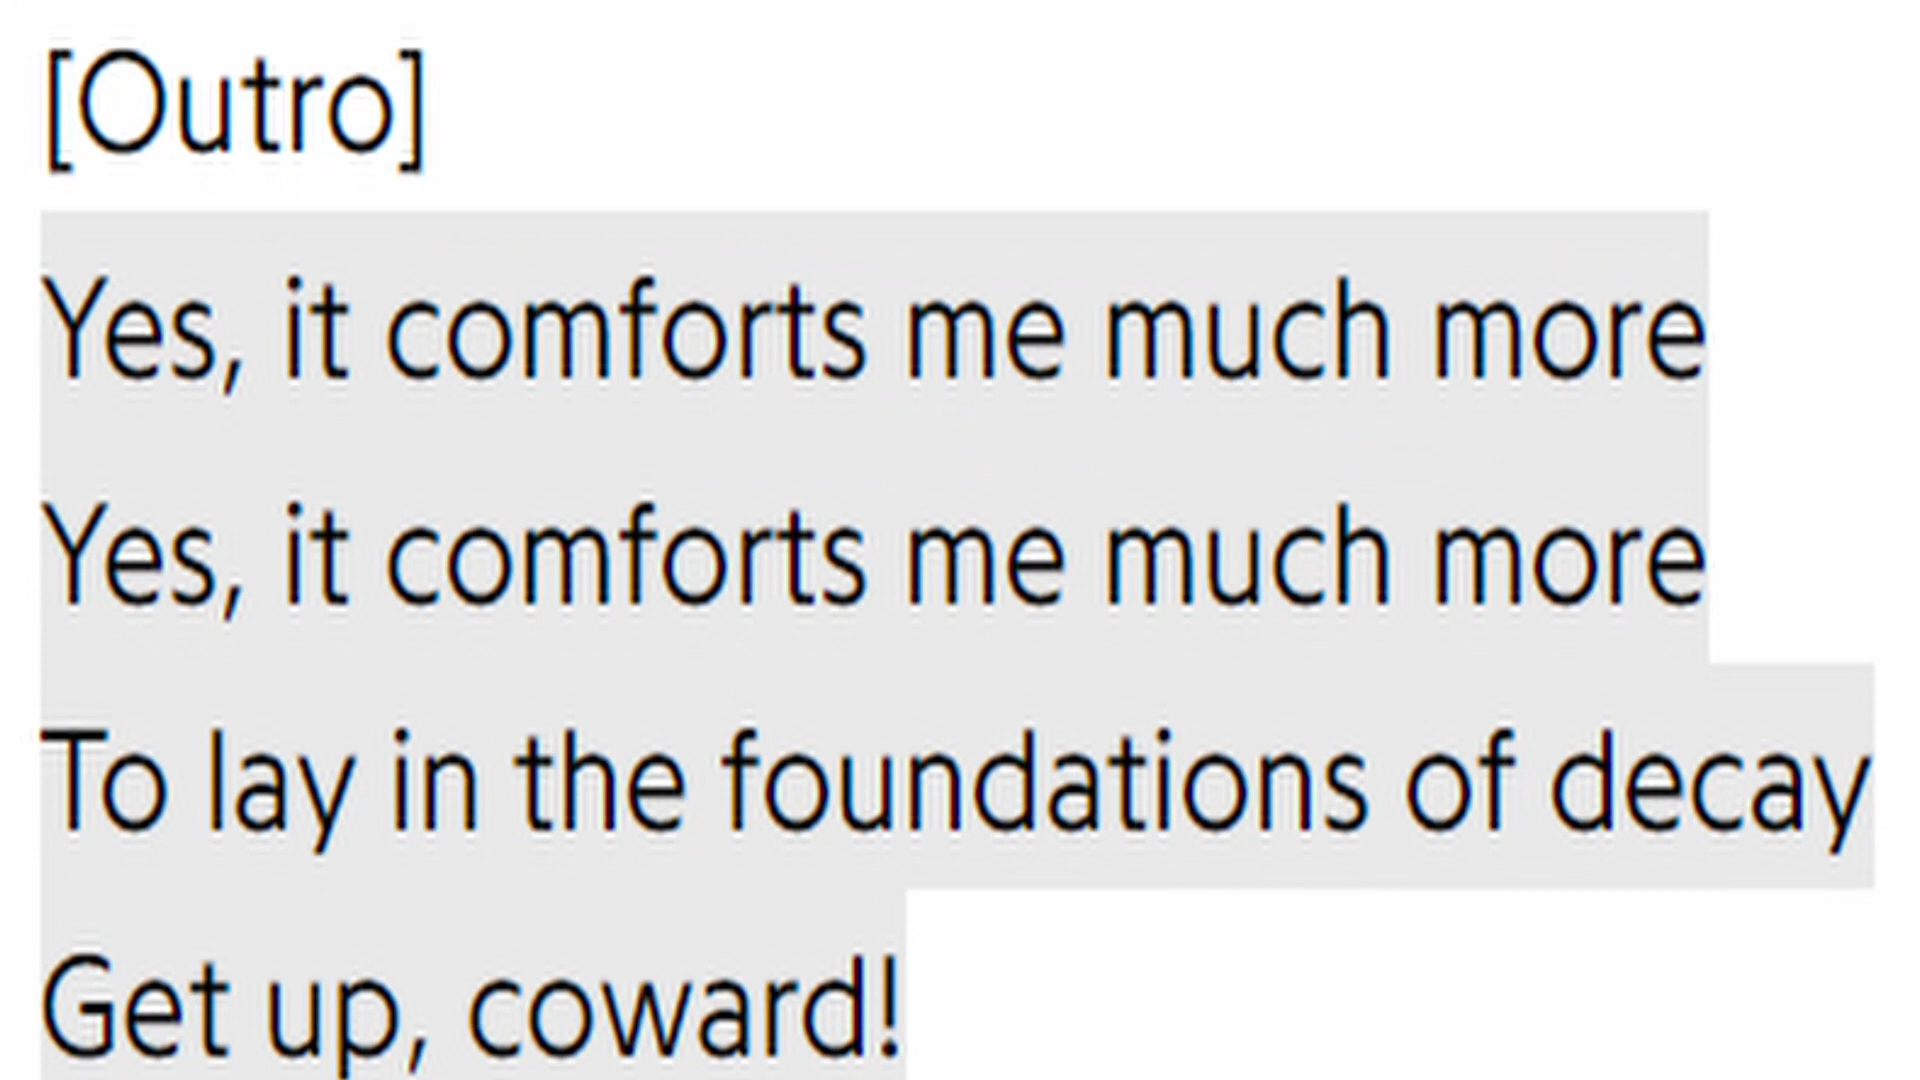 [Outro]
Yes, it comforts me much more
Yes, it comforts me much more
To lay in the foundations of decay
Get up, coward!